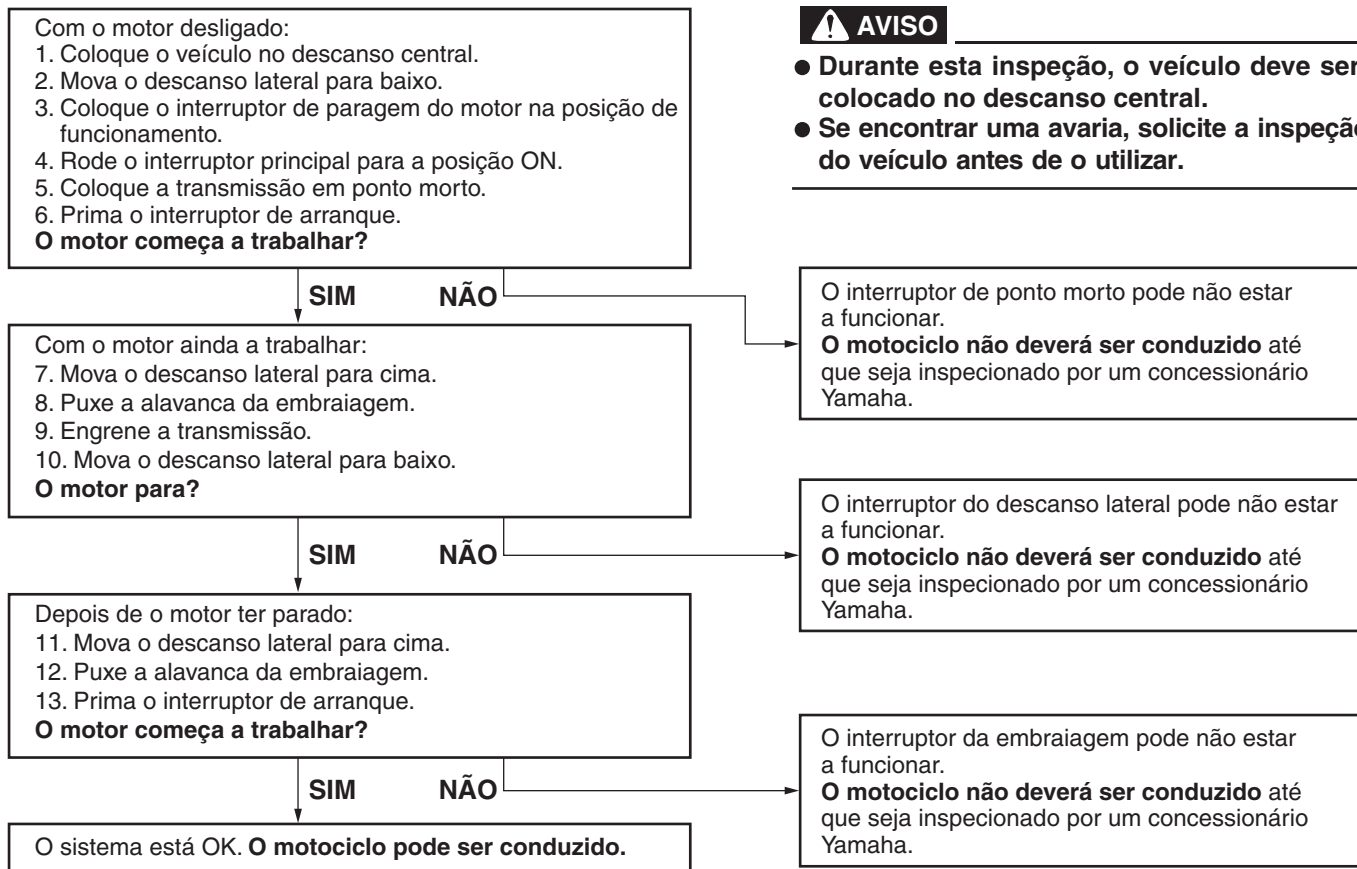 Com o motor desligado:
1. Coloque o veículo no descanso central.
2. Mova o descanso lateral para baixo.
3. Coloque o interruptor de paragem do motor na posição de
funcionamento.
4. Rode o interruptor principal para a posição ON.
5. Coloque a transmissão em ponto morto.
6. Prima o interruptor de arranque.
O motor começa a trabalhar?
AVISO
● Durante esta inspeção, o veículo deve ser
colocado no descanso central.
● Se encontrar uma avaria, solicite a inspeção
do veículo antes de o utilizar.
SIM NÃO
O interruptor de ponto morto pode não estar
a funcionar.
O motociclo não deverá ser conduzido até
que seja inspecionado por um concessionário
Yamaha.
Com o motor ainda a trabalhar:
7. Mova o descanso lateral para cima.
8. Puxe a alavanca da embraiagem.
9. Engrene a transmissão.
10. Mova o descanso lateral para baixo.
O motor para?
SIM NÃO
O interruptor do descanso lateral pode não estar
a funcionar.
O motociclo não deverá ser conduzido até
que seja inspecionado por um concessionário
Yamaha.
Depois de o motor ter parado:
11. Mova o descanso lateral para cima.
12. Puxe a alavanca da embraiagem.
13. Prima o interruptor de arranque.
O motor começa a trabalhar?
SIM NÃO
O interruptor da embraiagem pode não estar
a funcionar.
O motociclo não deverá ser conduzido até
que seja inspecionado por um concessionário
Yamaha.
O sistema está OK. O motociclo pode ser conduzido.